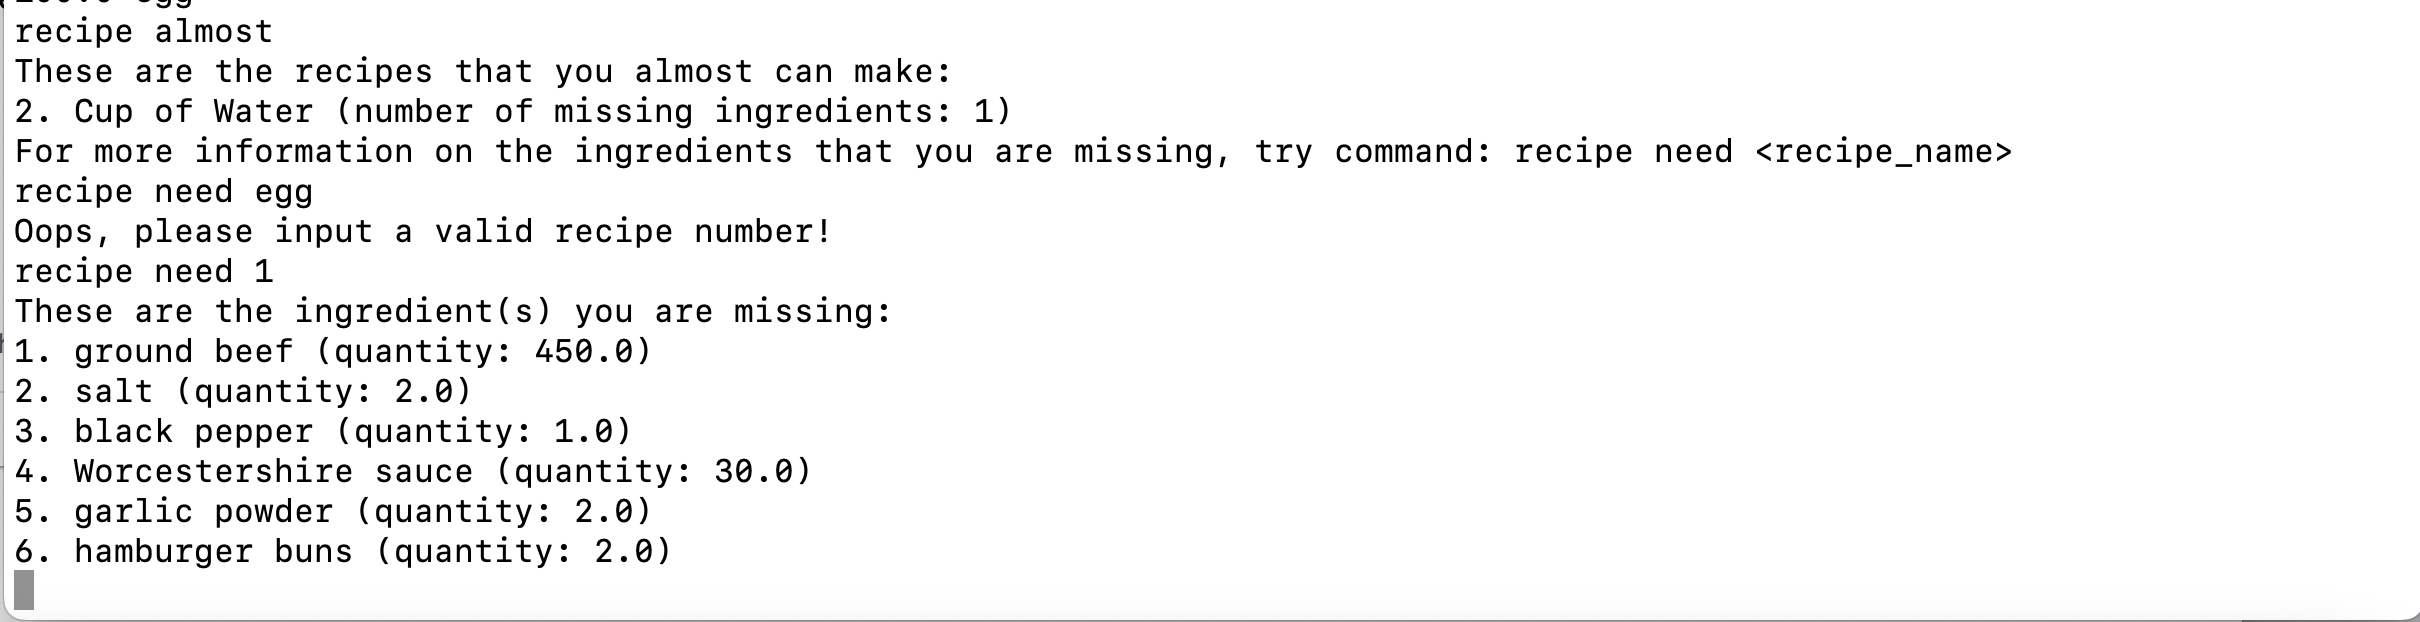 recipe almost
These are the recipes that you almost can make:
2. Cup of Water (number of missing ingredients: 1)
For more information on the ingredients that you are missing, try command: recipe need <recipe_name>
recipe need egg
Oops, please input a valid recipe number!
recipe need 1
These are the ingredient(s) you are missing:
1. ground beef (quantity: 450.0)
2. salt (quantity: 2.0)
3. black pepper (quantity: 1.0)
4. Worcestershire sauce (quantity: 30.0)
5. garlic powder (quantity: 2.0)
6. hamburger buns (quantity: 2.0)